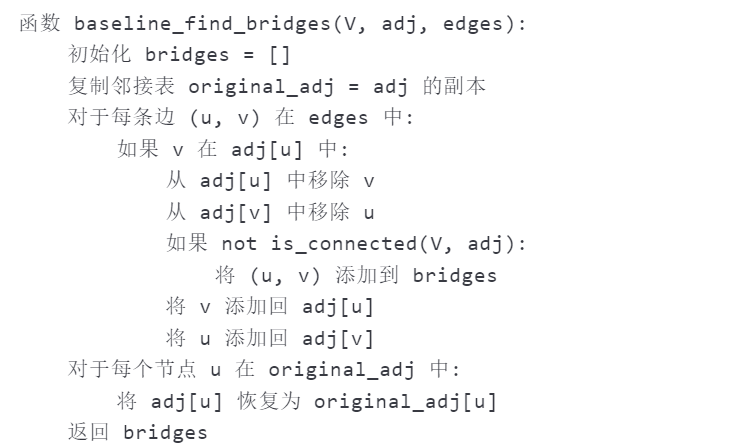 函数 baseline_find_bridges(V, adj, edges):
    初始化 bridges = []
    复制邻接表 original_adj = adj 的副本
    对于每条边 (u, v) 在 edges 中:
        如果 v 在 adj[u] 中:
            从 adj[u] 中移除 v
            从 adj[v] 中移除 u
            如果 not is_connected(V, adj):
                将 (u, v) 添加到 bridges
            将 v 添加回 adj[u]
            将 u 添加回 adj[v]
    对于每个节点 u 在 original_adj 中:
        将 adj[u] 恢复为 original_adj[u]
    返回 bridges